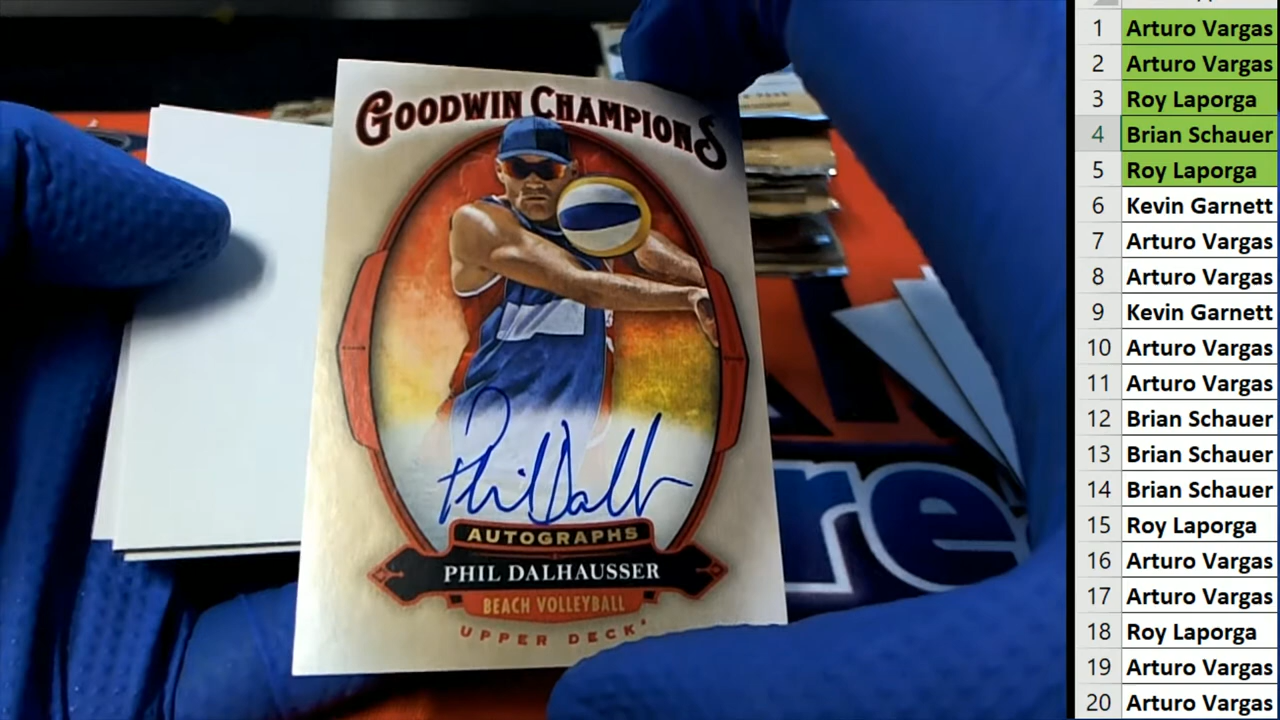 GOODWIN CHAMPIONS
Phil Dalh
AUTOGRAPHS
PHIL DALHAUSSER
BEACH VOLLEYBALL
UPPER DECK
re
1 Arturo Vargas
2 Arturo Vargas
3 Roy Laporga
4 Brian Schauer
5 Roy Laporga
6 Kevin Garnett
7 Arturo Vargas
8 Arturo Vargas
9 Kevin Garnett
10 Arturo Vargas
11 Arturo Vargas
12 Brian Schauer
13 Brian Schauer
14 Brian Schauer
15 Roy Laporga
16 Arturo Vargas
17 Arturo Vargas
18 Roy Laporga
19 Arturo Vargas
20 Arturo Vargas